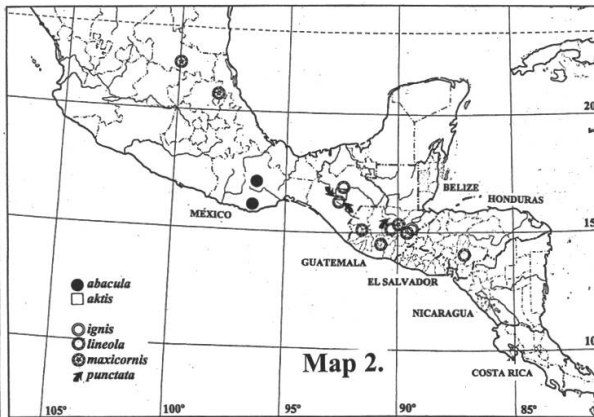 20
BELIZE
HONDURAS
MÉXICO
15
GUATEMALA
EL SALVADOR
abacula
aktis
NICARAGUA
ignis
lineola
maxicornis
punctata
Map 2.
10
COSTA RICA
105° 100° 95° 90° 85°